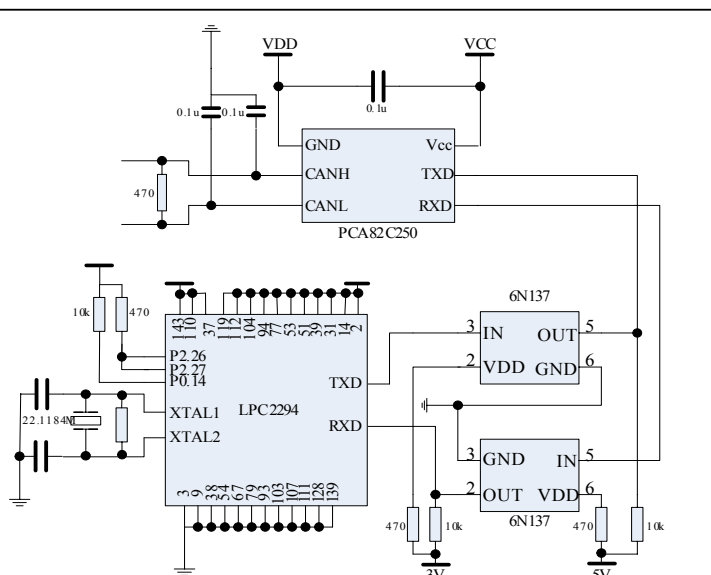 VDD
VCC
0.1u
0.1u
0.1u
GND
Vcc
CANH
TXD
CANL
RXD
470
PCA82C250
10k
470
143
110
37
119
112
104
94
77
53
51
39
31
14
2
P2.26
P2.27
P0.14
XTAL1
XTAL2
LPC2294
TXD
RXD
22.1184M
3
9
38
54
67
79
93
103
107
111
128
139
6N137
3
IN
OUT
5
2
VDD
GND
6
3
GND
IN
5
2
OUT
VDD
6
6N137
470
10k
3V
470
10k
5V